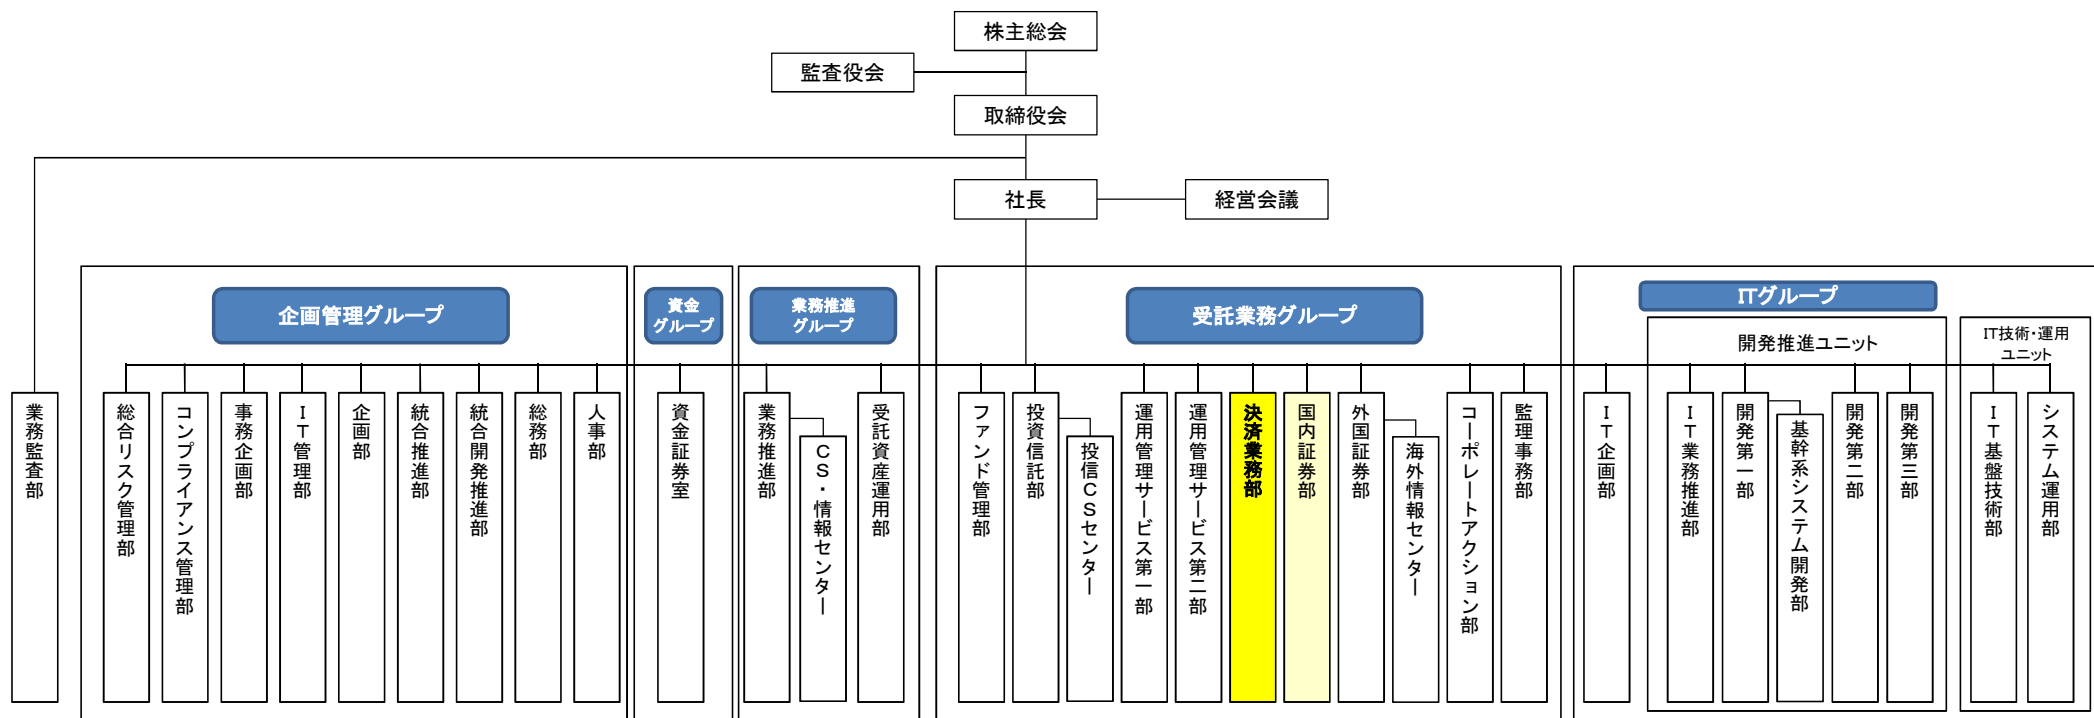 株主総会
監査役会
取締役会
社長
経営会議
企画管理グループ
資金
グループ
業務推進
グループ
受託業務グループ
ITグループ
開発推進ユニット
IT技術・運用
ユニット
業務監査部
総合リスク管理部
コンプライアンス管理部
事務企画部
IT管理部
企画部
統合推進部
統合開発推進部
総務部
人事部
資金証券室
業務推進部
CS・情報センター
受託資産運用部
ファンド管理部
投資信託部
投信CSセンター
運用管理サービス第一部
運用管理サービス第二部
決済業務部
国内証券部
外国証券部
海外情報センター
コーポレートアクション部
監理事務部
IT企画部
IT業務推進部
開発第一部
基幹系システム開発部
開発第二部
開発第三部
IT基盤技術部
システム運用部